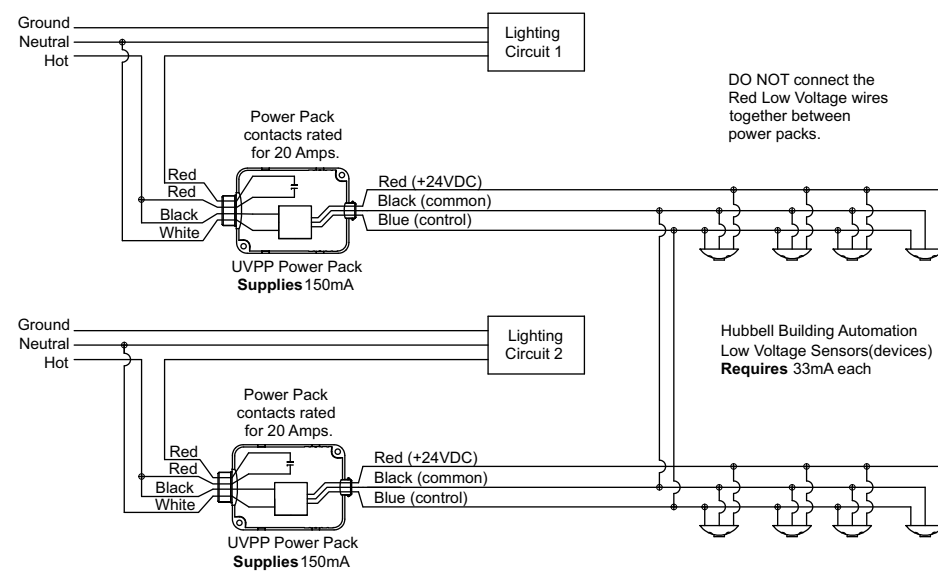 Ground
Neutral
Hot
Lighting
Circuit 1
DO NOT connect the
Red Low Voltage wires
together between
power packs.
Power Pack
contacts rated
for 20 Amps.
Red
Red
Black
White
Red (+24VDC)
Black (common)
Blue (control)
UVPP Power Pack
Supplies 150mA
Ground
Neutral
Hot
Lighting
Circuit 2
Hubbell Building Automation
Low Voltage Sensors(devices)
Requires 33mA each
Power Pack
contacts rated
for 20 Amps.
Red
Red
Black
White
Red (+24VDC)
Black (common)
Blue (control)
UVPP Power Pack
Supplies 150mA